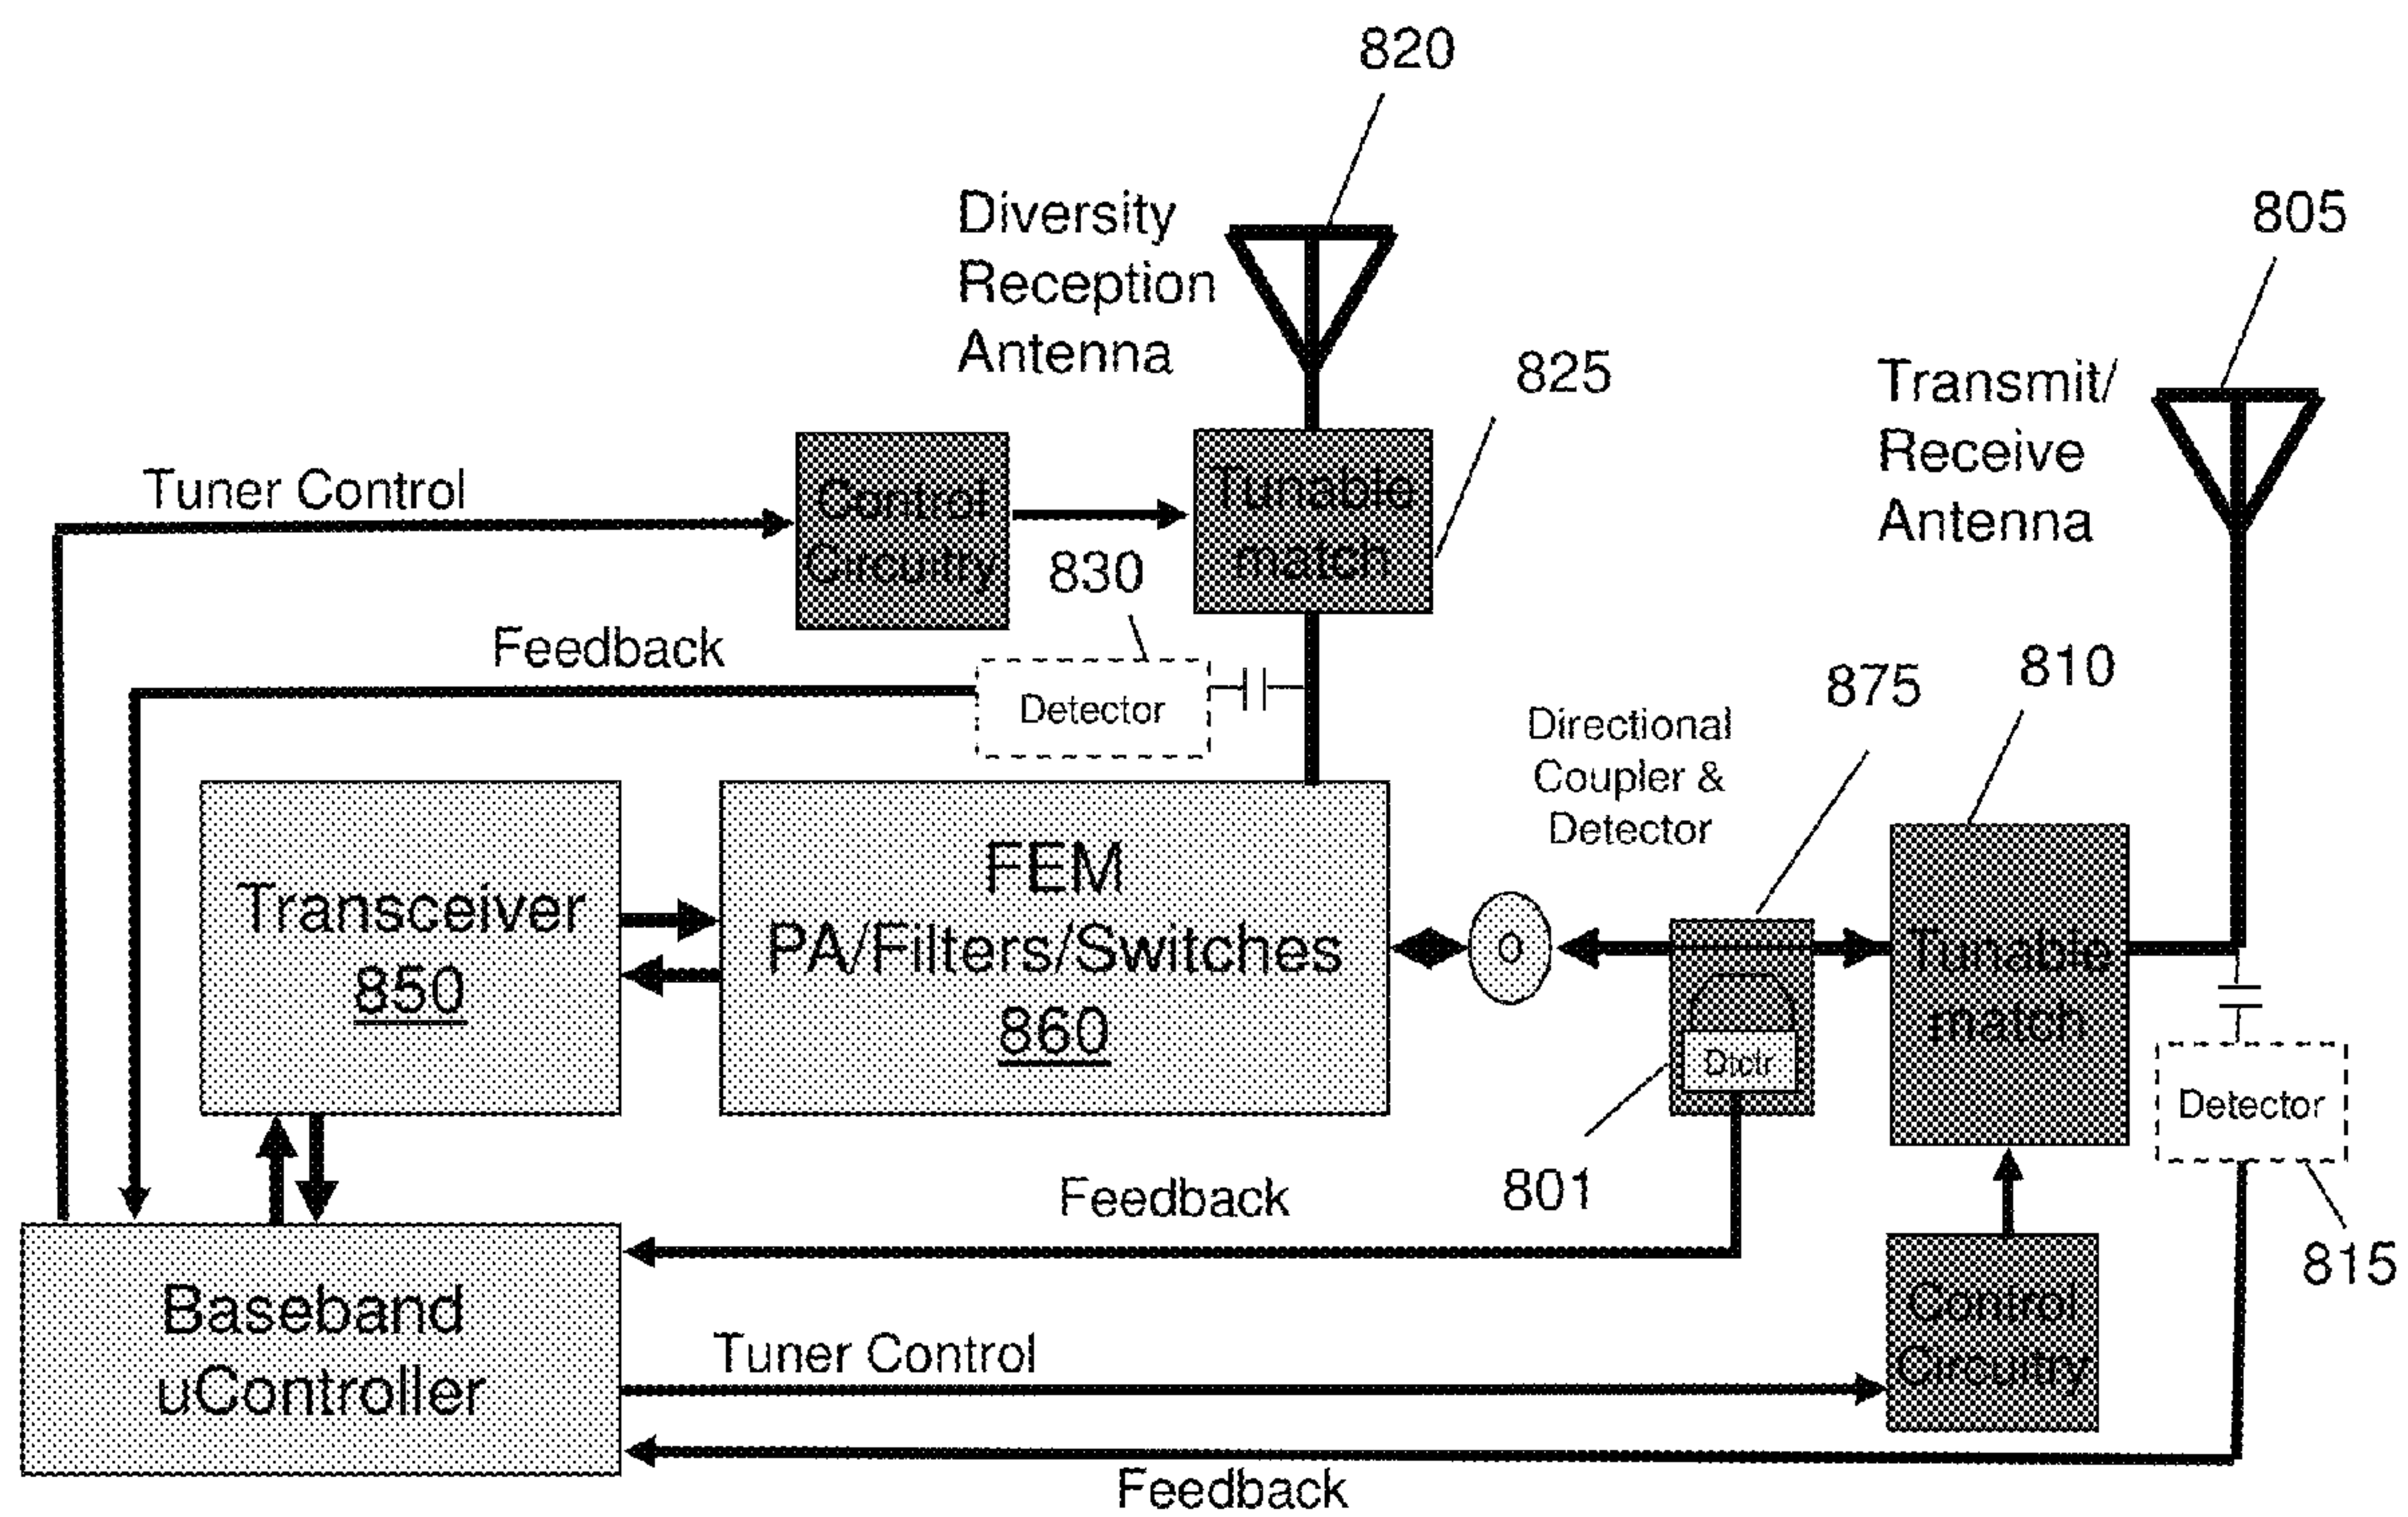 820
Diversity
Reception
Antenna
805
825
Transmit/
Receive
Antenna
Tuner Control
Control
Circuitry
Tunable
match
830
Feedback
Detector
875
810
Directional
Coupler &
Detector
Transceiver
850
FEM
PA/Filters/Switches
860
Tunable
match
Dtctr
Detector
801
Feedback
815
Baseband
uController
Control
Circuitry
Tuner Control
Feedback